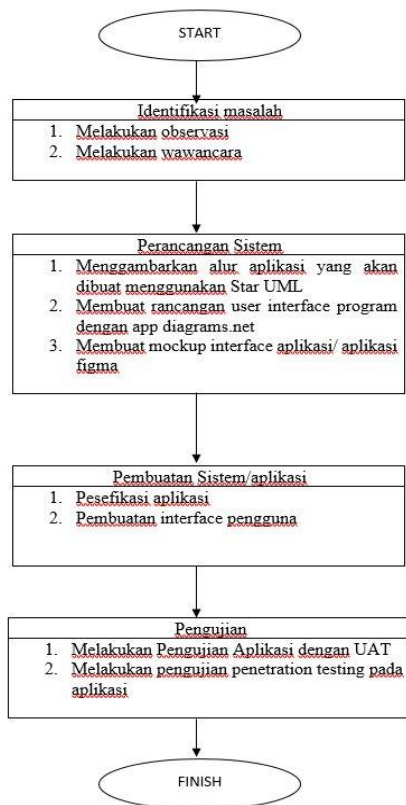 START
Identifikasi masalah
1. Melakukan observasi
2. Melakukan wawancara
Perancangan Sistem
1. Menggambarkan alur aplikasi yang akan
dibuat menggunakan Star UML
2. Membuat rancangan user interface program
dengan app diagrams.net
3. Membuat mockup interface aplikasi/ aplikasi
figma
Pembuatan Sistem/aplikasi
1. Pesefikasi aplikasi
2. Pembuatan interface pengguna
Pengujian
1. Melakukan Pengujian Aplikasi dengan UAT
2. Melakukan pengujian penetration testing pada
aplikasi
FINISH